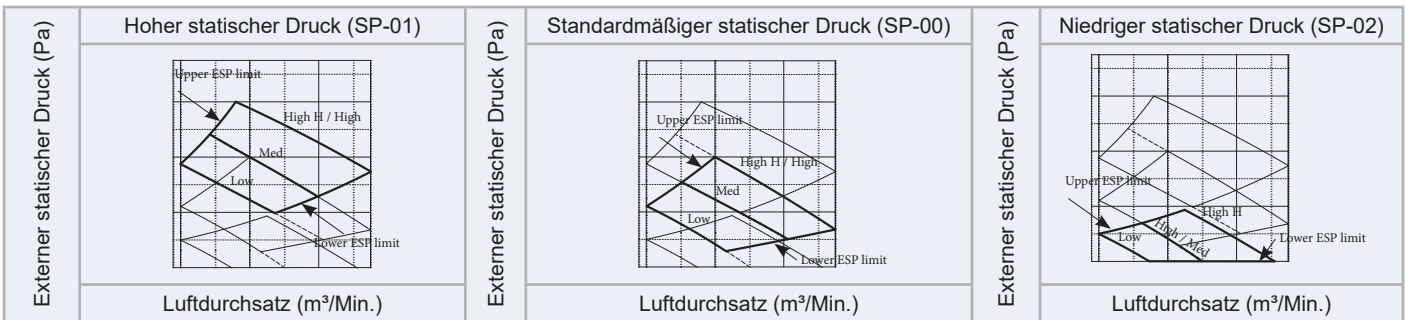 Externer statischer Druck (Pa)
Hoher statischer Druck (SP-01)
Upper ESP limit
High H / High
Med
Low
Lower ESP limit
Luftdurchsatz (m³/Min.)
Externer statischer Druck (Pa)
Standardmäßiger statischer Druck (SP-00)
Upper ESP limit
High H / High
Med
Low
Lower ESP limit
Luftdurchsatz (m³/Min.)
Externer statischer Druck (Pa)
Niedriger statischer Druck (SP-02)
Upper ESP limit
High H
Low
High / Med
Lower ESP limit
Luftdurchsatz (m³/Min.)